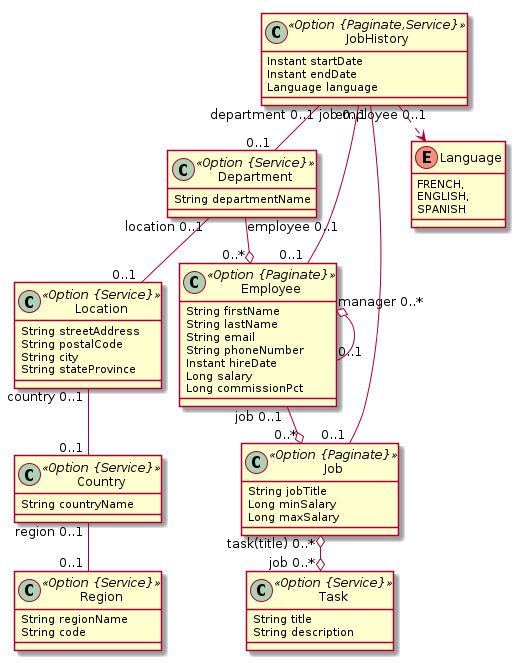 C «Option {Paginate,Service}»
JobHistory
Instant startDate
Instant endDate
Language language
department 0..1
job 0..1
employee 0..1
0..1
C «Option {Service}»
Department
String departmentName
E Language
FRENCH,
ENGLISH,
SPANISH
location 0..1
employee 0..1
0..1
0..*
0..1
C «Option {Service}»
Location
String streetAddress
String postalCode
String city
String stateProvince
C «Option {Paginate}»
Employee
String firstName
String lastName
String email
String phoneNumber
Instant hireDate
Long salary
Long commissionPct
manager 0..*
0..1
country 0..1
job 0..1
0..1
0..*
0..1
C «Option {Service}»
Country
String countryName
C «Option {Paginate}»
Job
String jobTitle
Long minSalary
Long maxSalary
region 0..1
task(title) 0..*
0..1
job 0..*
C «Option {Service}»
Region
String regionName
String code
C «Option {Service}»
Task
String title
String description